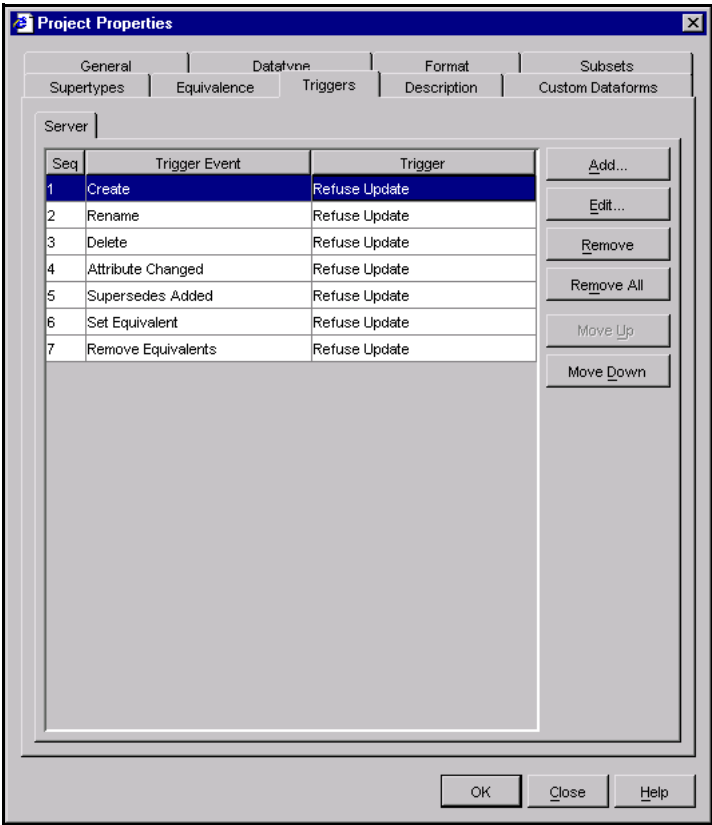 Project Properties
General Datatype Format Subsets
Supertypes Equivalence Triggers Description Custom Dataforms
Server
Seq Trigger Event Trigger
1 Create Refuse Update
2 Rename Refuse Update
3 Delete Refuse Update
4 Attribute Changed Refuse Update
5 Supersedes Added Refuse Update
6 Set Equivalent Refuse Update
7 Remove Equivalents Refuse Update
Add...
Edit...
Remove
Remove All
Move Up
Move Down
OK Close Help